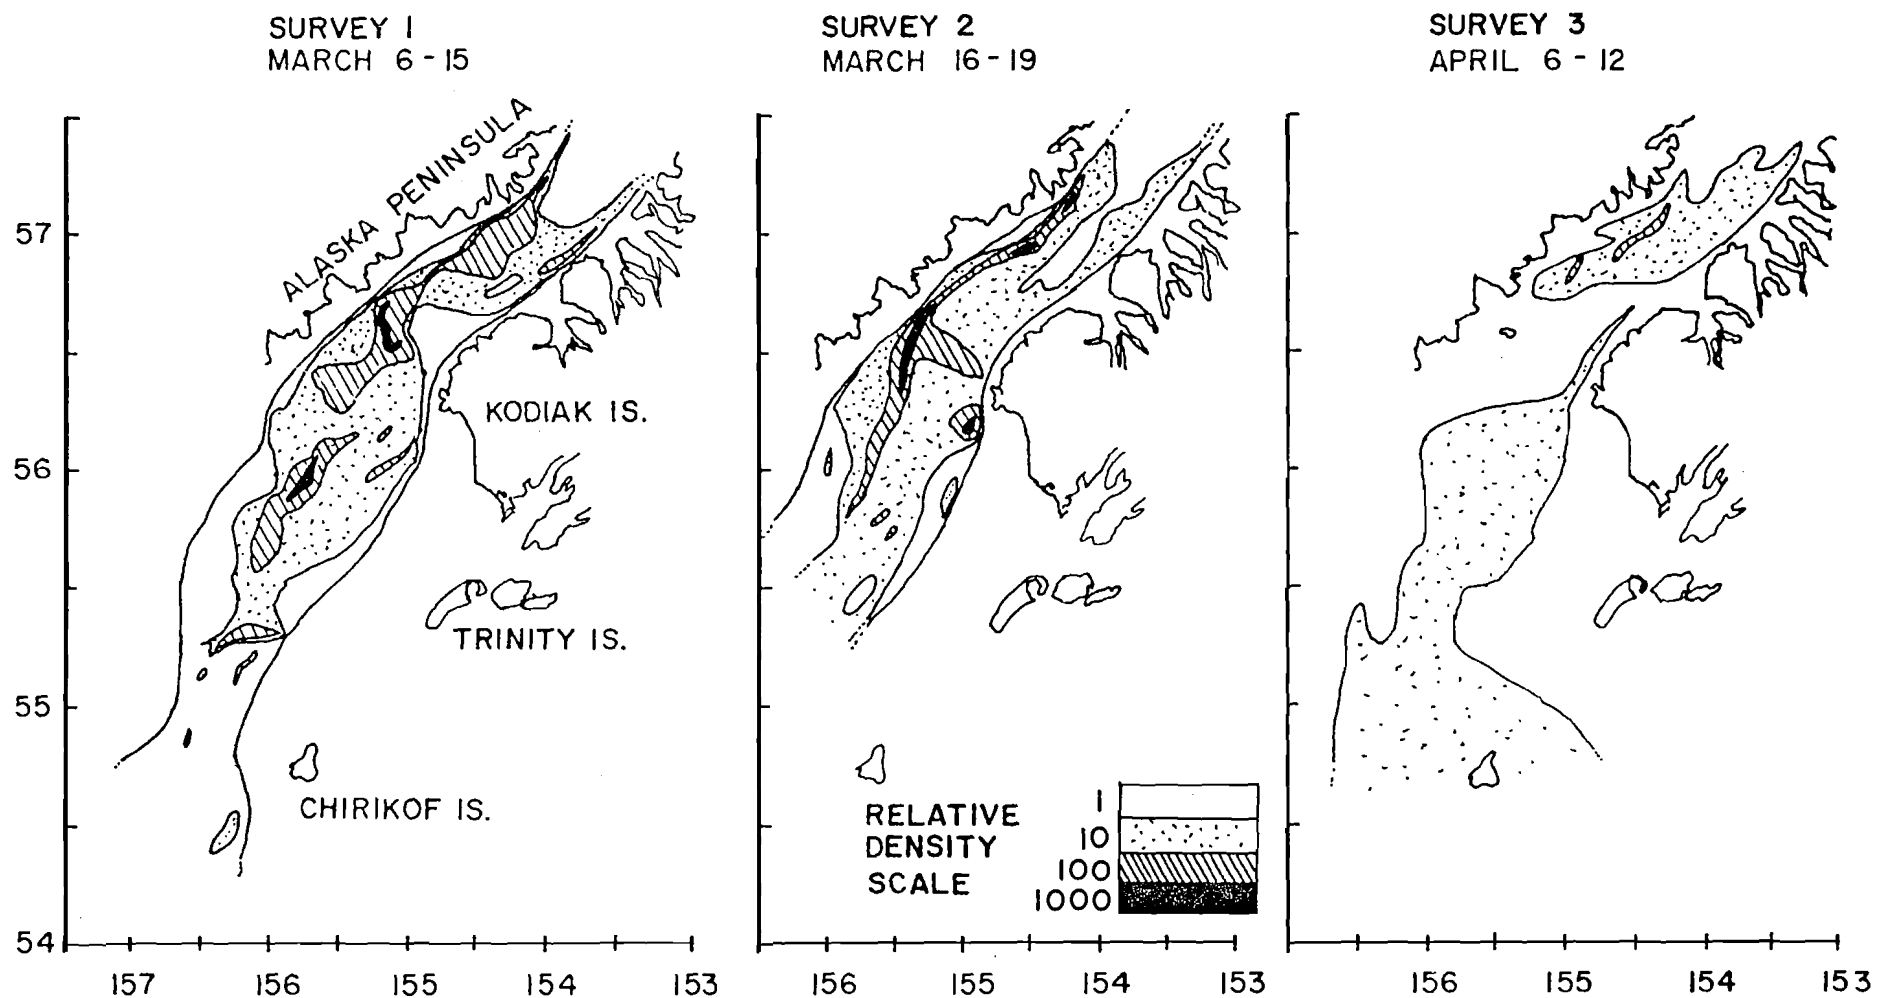 SURVEY 1
MARCH 6-15
SURVEY 2
MARCH 16-19
SURVEY 3
APRIL 6-12
ALASKA PENINSULA
57
56
55
54
KODIAK IS.
TRINITY IS.
CHIRIKOF IS.
RELATIVE
DENSITY
SCALE
1
10
100
1000
157 156 155 154 153
156 155 154 153
156 155 154 153